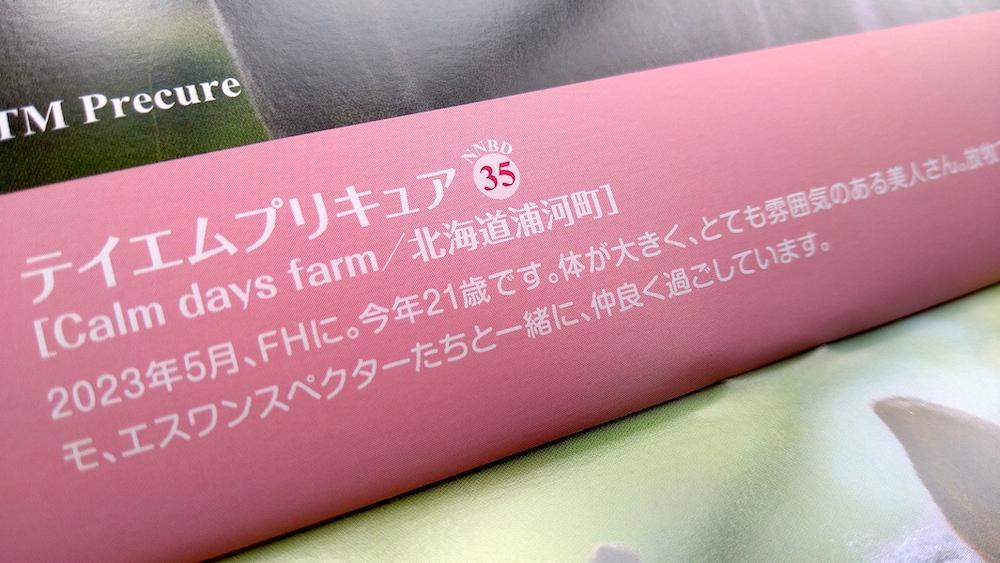 TM Precure
NNBD
テイエムプリキュア 35
[Calm days farm/北海道浦河町]
2023年5月、FHに。今年21歳です。体が大きく、とても雰囲気のある美人さん。放牧
モ、エスワンスペクターたちと一緒に、仲良く過ごしています。